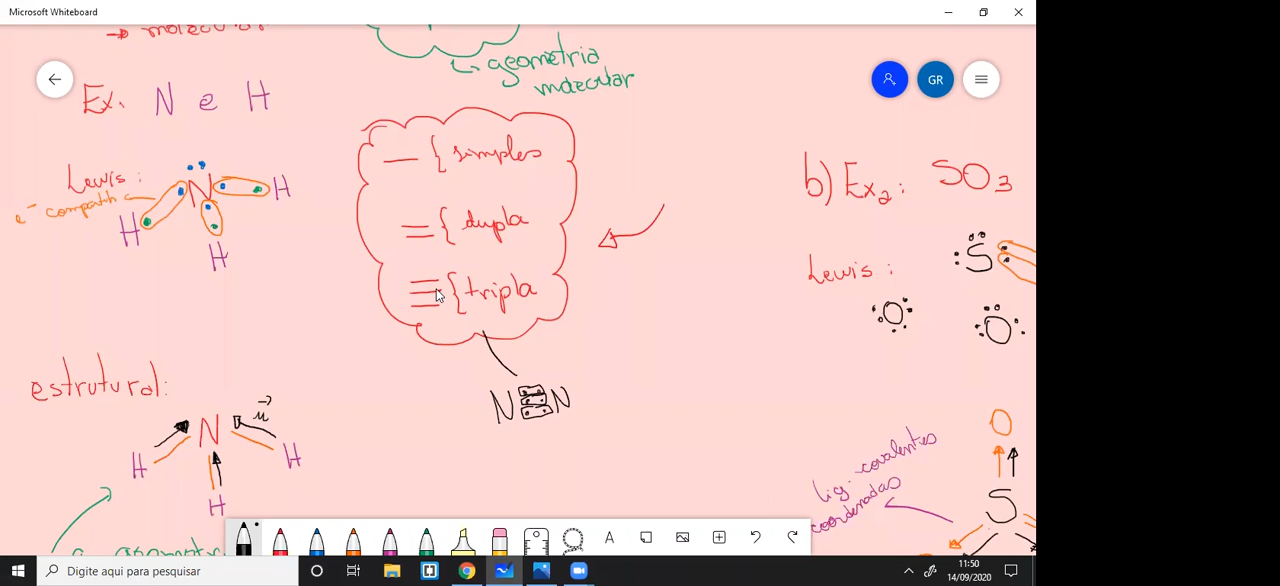 Microsoft Whiteboard
geometria
molecular
GR
Ex. N e H
simples
dupla
tripla
Lewis:
N
H
H
H
N≡N
b) Ex2: SO3
Lewis:
S
O
O
estrutural:
N
H
H
H
u
lig. covalentes
coordenadas
O
S
Digite aqui para pesquisar
11:50
14/09/2020